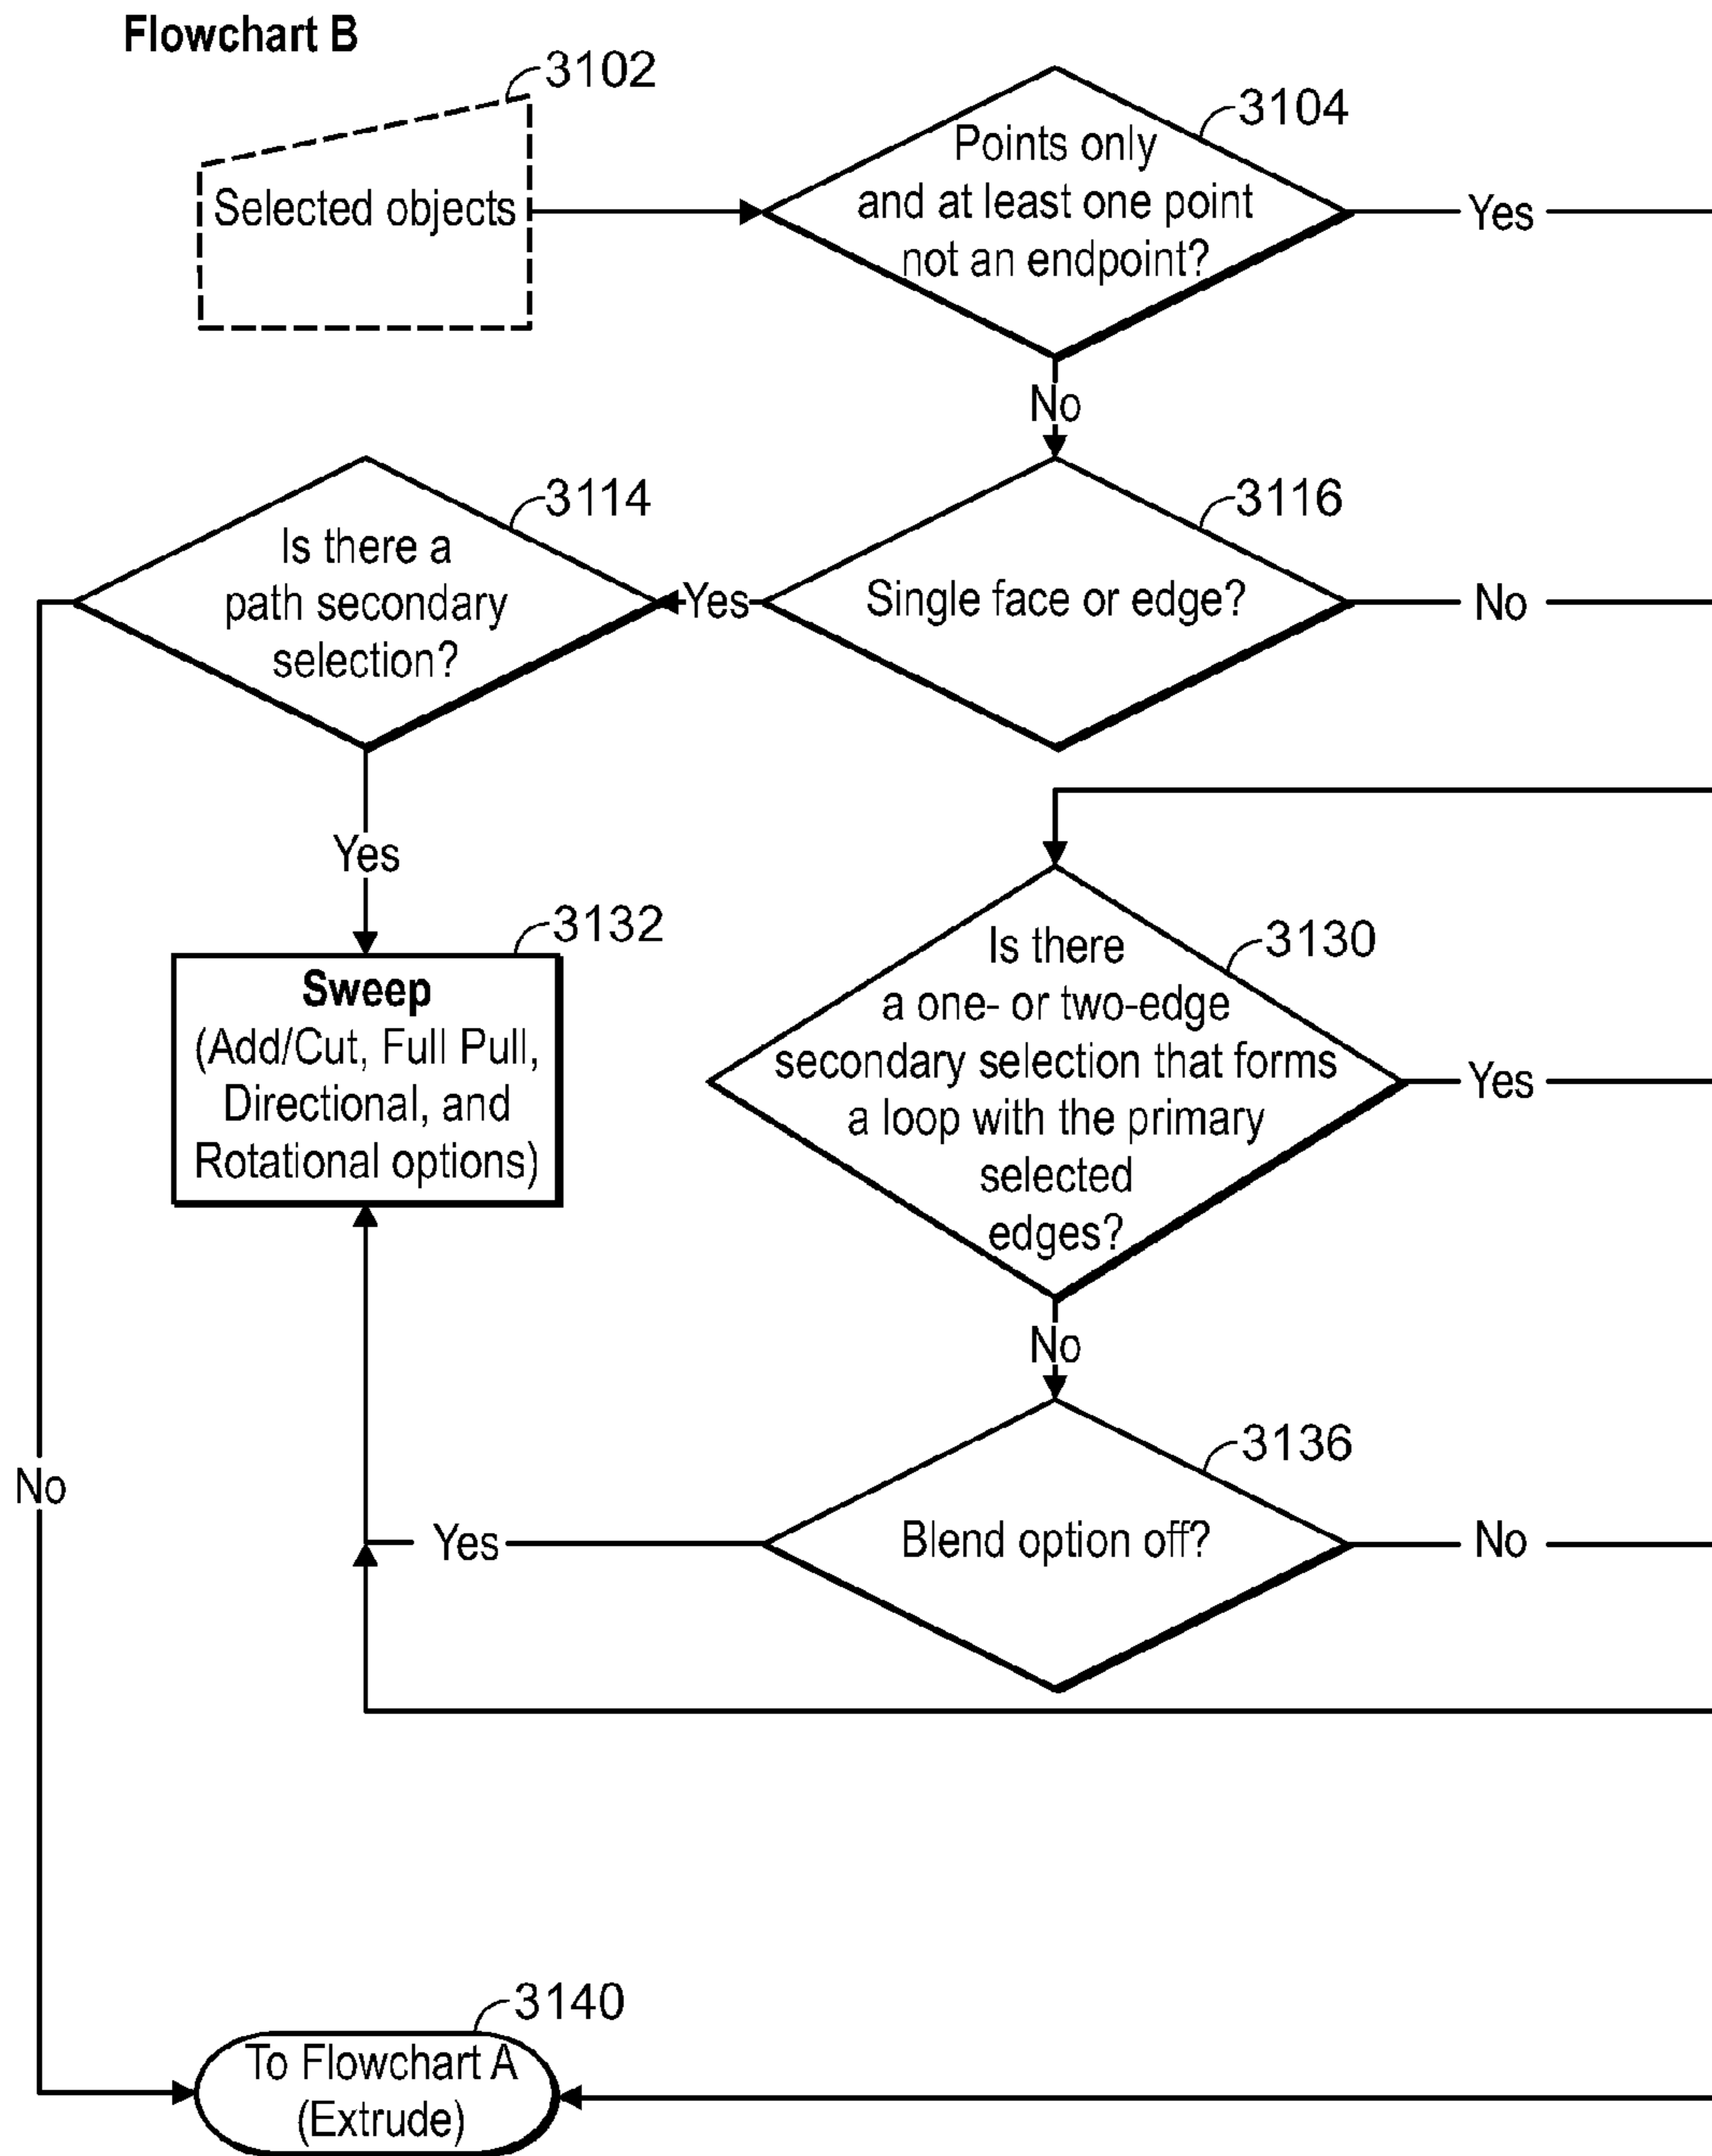 Flowchart B
3102
Selected objects
3104
Points only
and at least one point
not an endpoint?
Yes
No
3114
Is there a
path secondary
selection?
Yes
3116
Single face or edge?
No
Yes
3132
Sweep
(Add/Cut, Full Pull,
Directional, and
Rotational options)
3130
Is there
a one- or two-edge
secondary selection that forms
a loop with the primary
selected
edges?
Yes
No
3136
Blend option off?
Yes
No
No
3140
To Flowchart A
(Extrude)